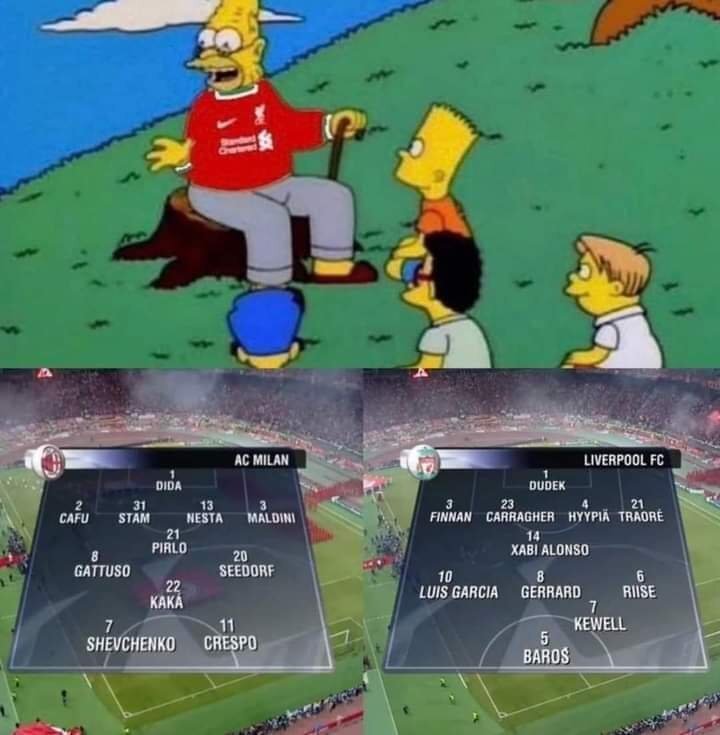 Standard
Chartered
AC MILAN
1
DIDA
2 31 13 3
CAFU STAM NESTA MALDINI
21
PIRLO
8 20
GATTUSO SEEDORF
22
KAKÁ
7 11
SHEVCHENKO CRESPO
LIVERPOOL FC
1
DUDEK
3 23 4 21
FINNAN CARRAGHER HYYPIÄ TRAORÉ
14
XABI ALONSO
10 8 6
LUIS GARCIA GERRARD RIISE
7
KEWELL
5
BAROŠ